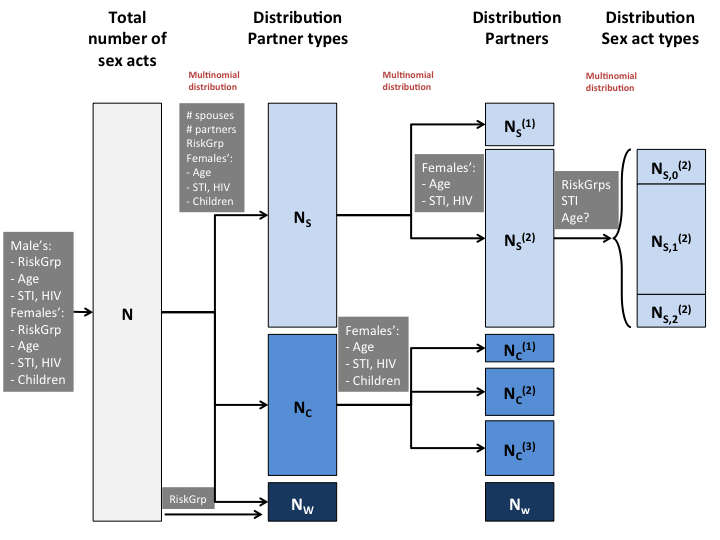 Total
number of
sex acts
Distribution
Partner types
Distribution
Partners
Distribution
Sex act types
Multinomial
distribution
Multinomial
distribution
Multinomial
distribution
Male's:
- RiskGrp
- Age
- STI, HIV
Females':
- RiskGrp
- Age
- STI, HIV
- Children
N
# spouses
# partners
RiskGrp
Females':
- Age
- STI, HIV
- Children
RiskGrp
N_S
N_C
N_W
Females':
- Age
- STI, HIV
Females':
- Age
- STI, HIV
- Children
N_S^(1)
N_S^(2)
N_C^(1)
N_C^(2)
N_C^(3)
N_w
RiskGrps
STI
Age?
N_S,0^(2)
N_S,1^(2)
N_S,2^(2)